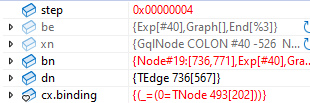 step 0x00000004
be {Exp[#40],Graph[],End[%3]}
xn {GqlNode COLON #40 -526 N
bn {Node#19:[736,771],Exp[#40],Gra
dn {TEdge 736[567]}
cx.binding {(_=(0=TNode 493[202]))}